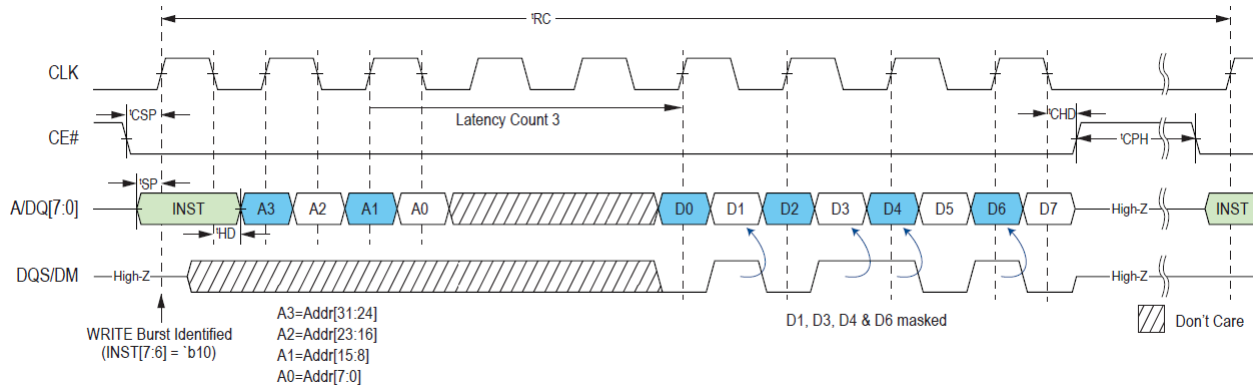 tRC
CLK
Latency Count 3
tCSP
tCHD
CE#
tCPH
tSP
A/DQ[7:0]
INST A3 A2 A1 A0 D0 D1 D2 D3 D4 D5 D6 D7 High-Z INST
tHD
DQS/DM High-Z High-Z
WRITE Burst Identified
(INST[7:6] = `b10)
A3=Addr[31:24]
A2=Addr[23:16]
A1=Addr[15:8]
A0=Addr[7:0]
D1, D3, D4 & D6 masked
Don't Care